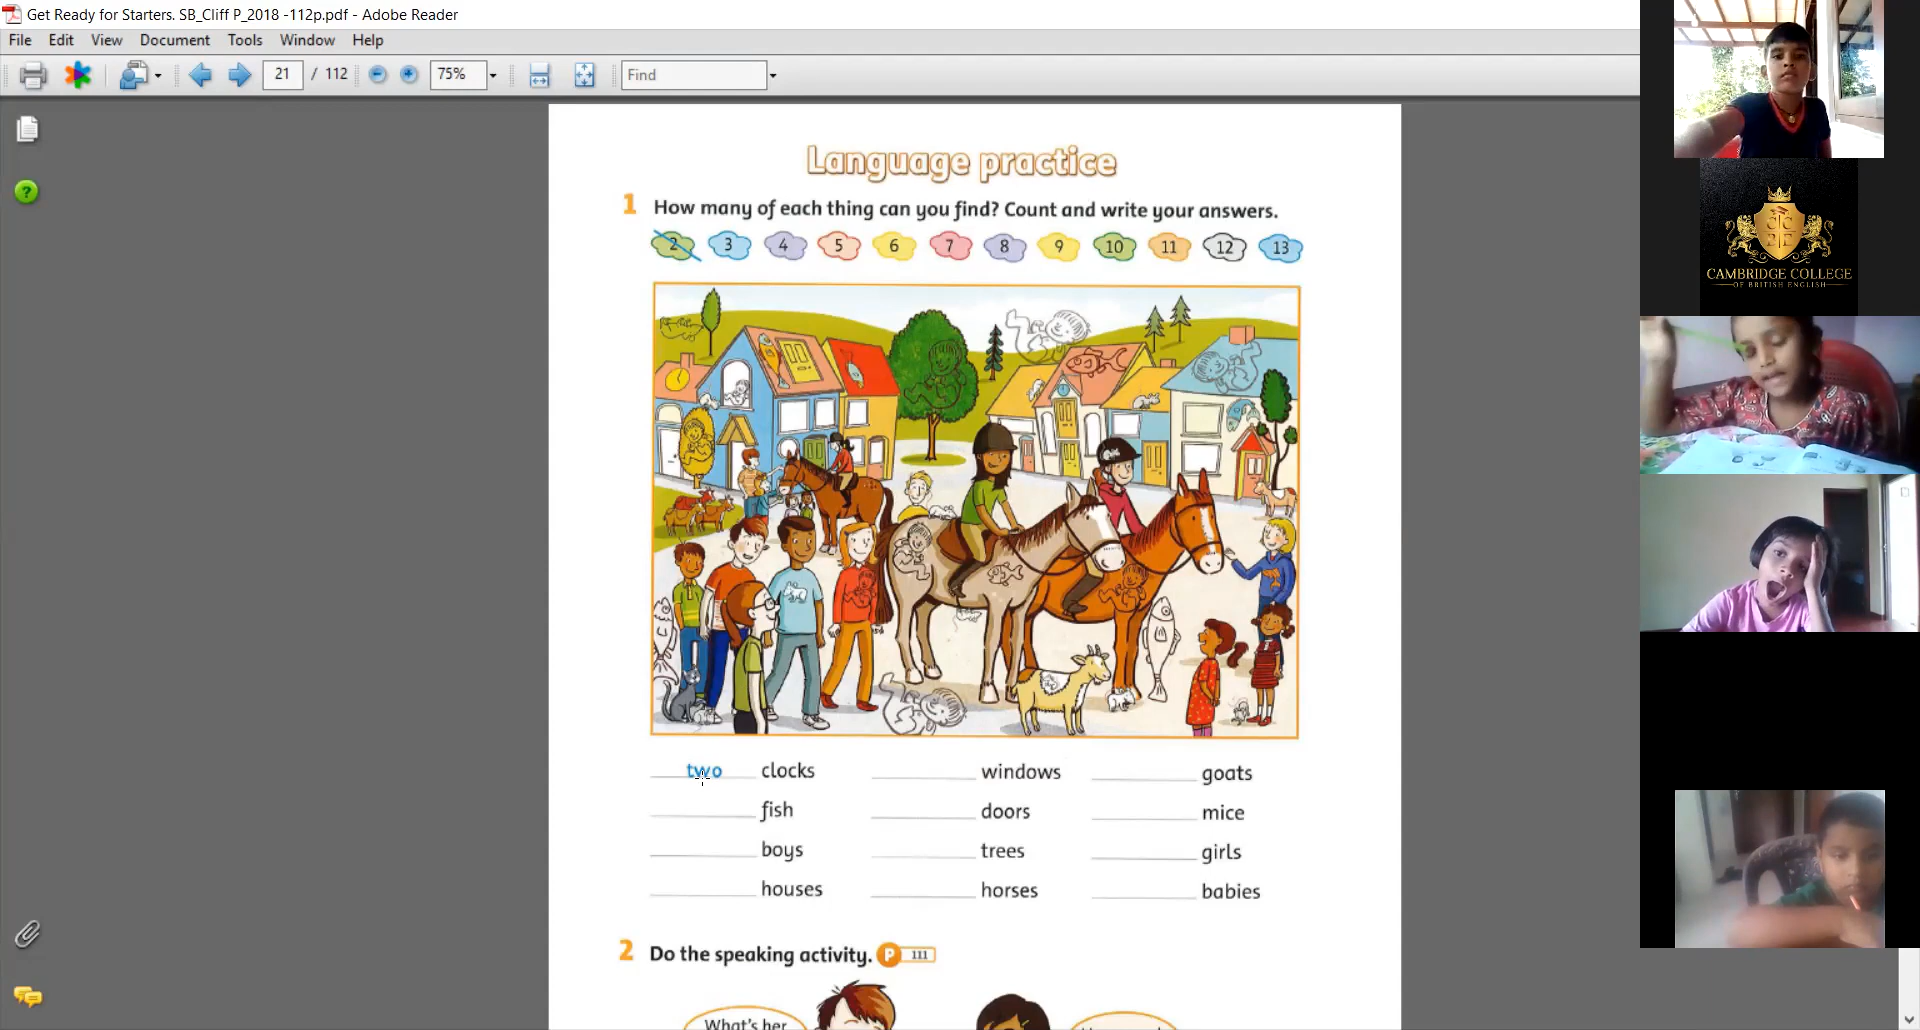 Get Ready for Starters. SB_Cliff P_2018 -112p.pdf - Adobe Reader
File Edit View Document Tools Window Help
21 / 112 75% Find
Language practice
1 How many of each thing can you find? Count and write your answers.
2 3 4 5 6 7 8 9 10 11 12 13
two clocks windows goats
fish doors mice
boys trees girls
houses horses babies
2 Do the speaking activity. P 111
What's her
CAMBRIDGE COLLEGE
OF BRITISH ENGLISH